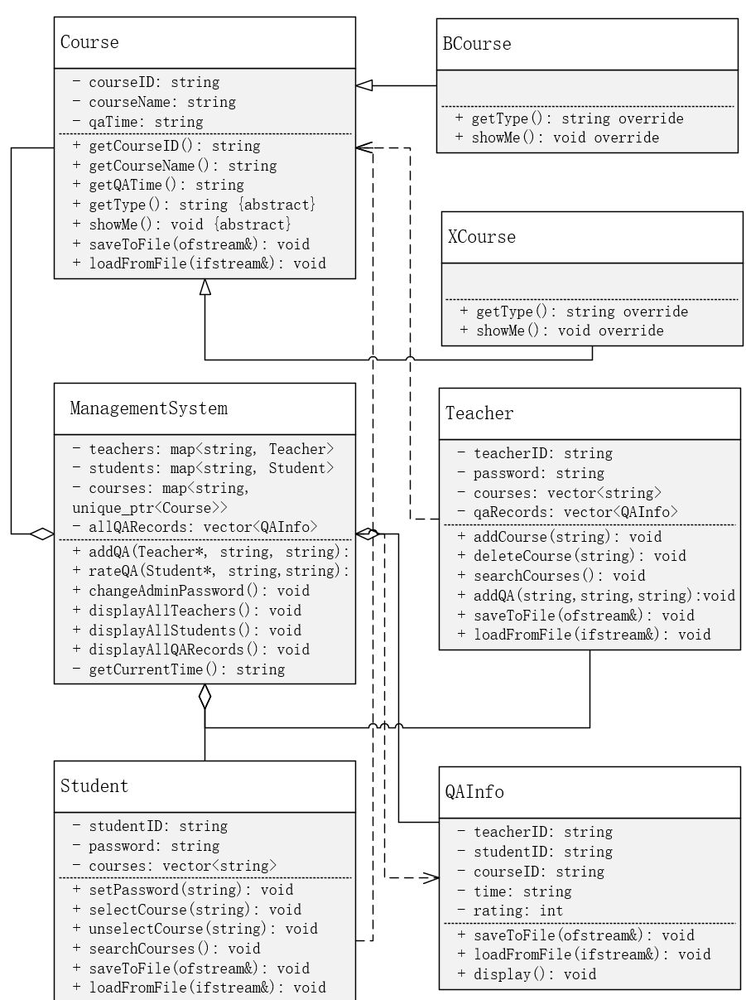 Course
- courseID: string
- courseName: string
- qaTime: string
+ getCourseID(): string
+ getCourseName(): string
+ getQATime(): string
+ getType(): string {abstract}
+ showMe(): void {abstract}
+ saveToFile(ofstream&): void
+ loadFromFile(ifstream&): void
BCourse
+ getType(): string override
+ showMe(): void override
XCourse
+ getType(): string override
+ showMe(): void override
ManagementSystem
- teachers: map<string, Teacher>
- students: map<string, Student>
- courses: map<string,
unique_ptr<Course>>
- allQARecords: vector<QAInfo>
+ addQA(Teacher*, string, string):
+ rateQA(Student*, string,string):
+ changeAdminPassword(): void
+ displayAllTeachers(): void
+ displayAllStudents(): void
+ displayAllQARecords(): void
- getCurrentTime(): string
Teacher
- teacherID: string
- password: string
- courses: vector<string>
- qaRecords: vector<QAInfo>
+ addCourse(string): void
+ deleteCourse(string): void
+ searchCourses(): void
+ addQA(string,string,string):void
+ saveToFile(ofstream&): void
+ loadFromFile(ifstream&): void
Student
- studentID: string
- password: string
- courses: vector<string>
+ setPassword(string): void
+ selectCourse(string): void
+ unselectCourse(string): void
+ searchCourses(): void
+ saveToFile(ofstream&): void
+ loadFromFile(ifstream&): void
QAInfo
- teacherID: string
- studentID: string
- courseID: string
- time: string
- rating: int
+ saveToFile(ofstream&): void
+ loadFromFile(ifstream&): void
+ display(): void